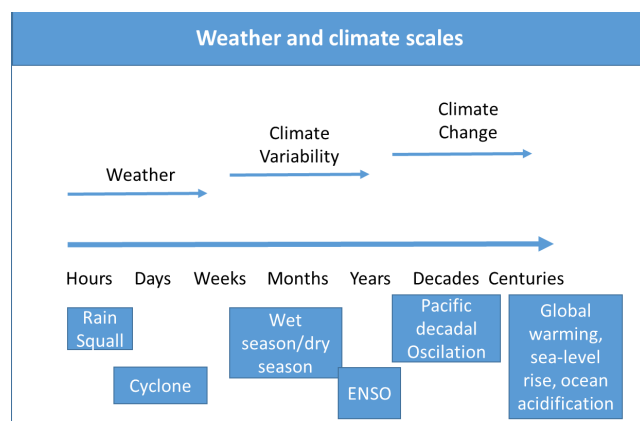 Weather and climate scales
Climate
Change
Climate
Variability
Weather
Hours Days Weeks Months Years Decades Centuries
Rain
Squall
Cyclone
Wet
season/dry
season
ENSO
Pacific
decadal
Oscilation
Global
warming,
sea-level
rise, ocean
acidification